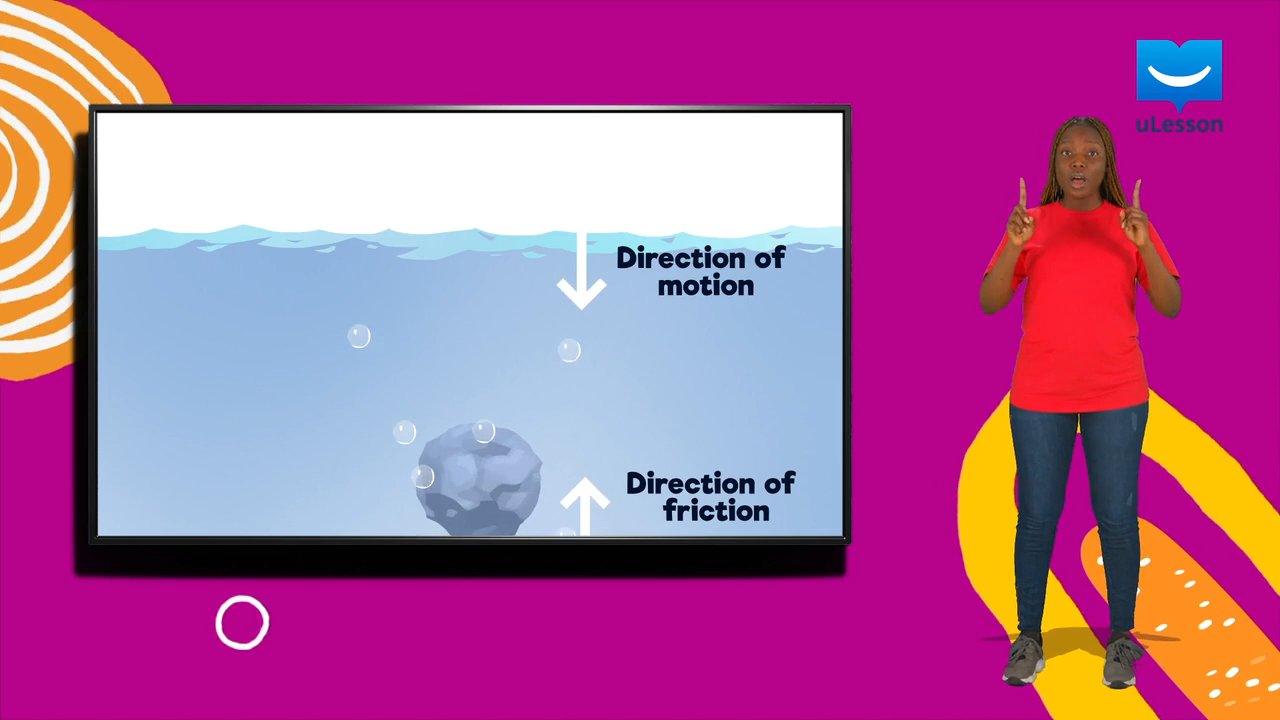 uLesson
Direction of
motion
Direction of
friction